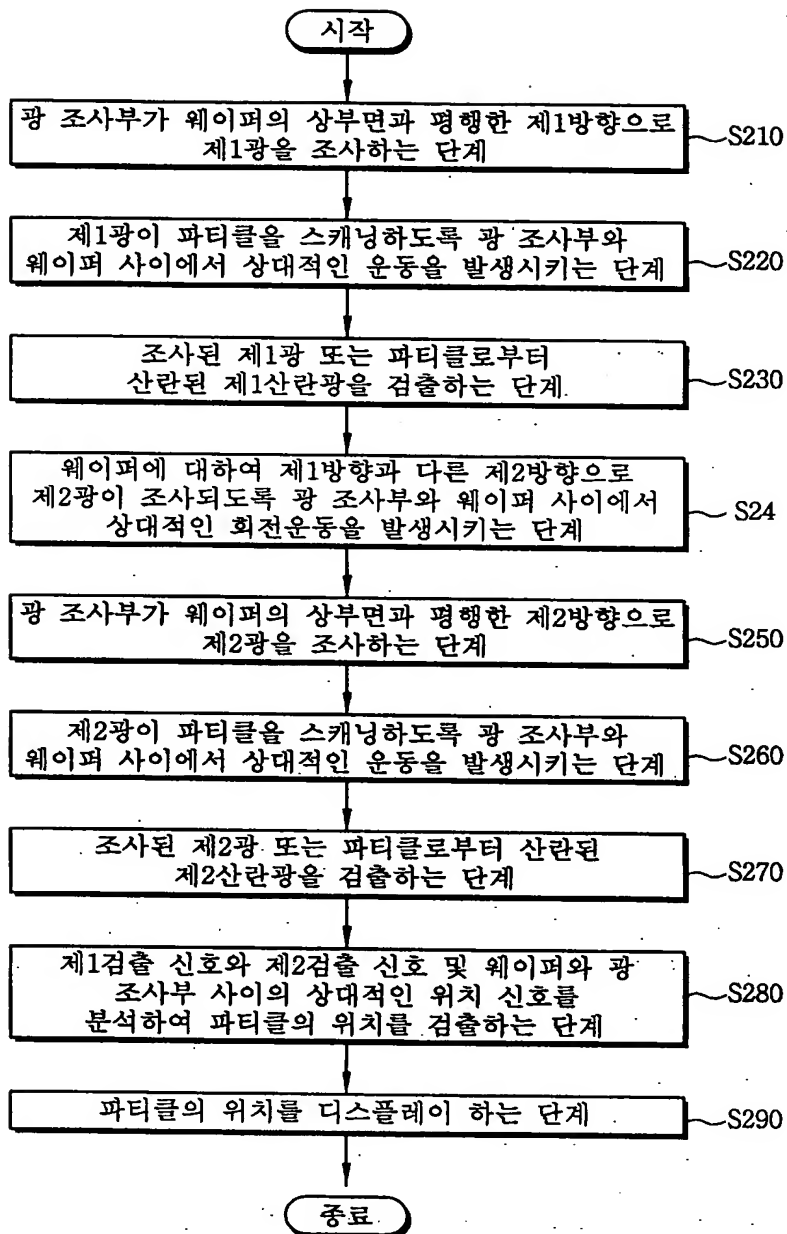 시작
광 조사부가 웨이퍼의 상부면과 평행한 제1방향으로
제1광을 조사하는 단계
S210
제1광이 파티클을 스캐닝하도록 광 조사부와
웨이퍼 사이에서 상대적인 운동을 발생시키는 단계
S220
조사된 제1광 또는 파티클로부터
산란된 제1산란광을 검출하는 단계
S230
웨이퍼에 대하여 제1방향과 다른 제2방향으로
제2광이 조사되도록 광 조사부와 웨이퍼 사이에서
상대적인 회전운동을 발생시키는 단계
S24
광 조사부가 웨이퍼의 상부면과 평행한 제2방향으로
제2광을 조사하는 단계
S250
제2광이 파티클을 스캐닝하도록 광 조사부와
웨이퍼 사이에서 상대적인 운동을 발생시키는 단계
S260
조사된 제2광 또는 파티클로부터 산란된
제2산란광을 검출하는 단계
S270
제1검출 신호와 제2검출 신호 및 웨이퍼와 광
조사부 사이의 상대적인 위치 신호를
분석하여 파티클의 위치를 검출하는 단계
S280
파티클의 위치를 디스플레이 하는 단계
S290
종료